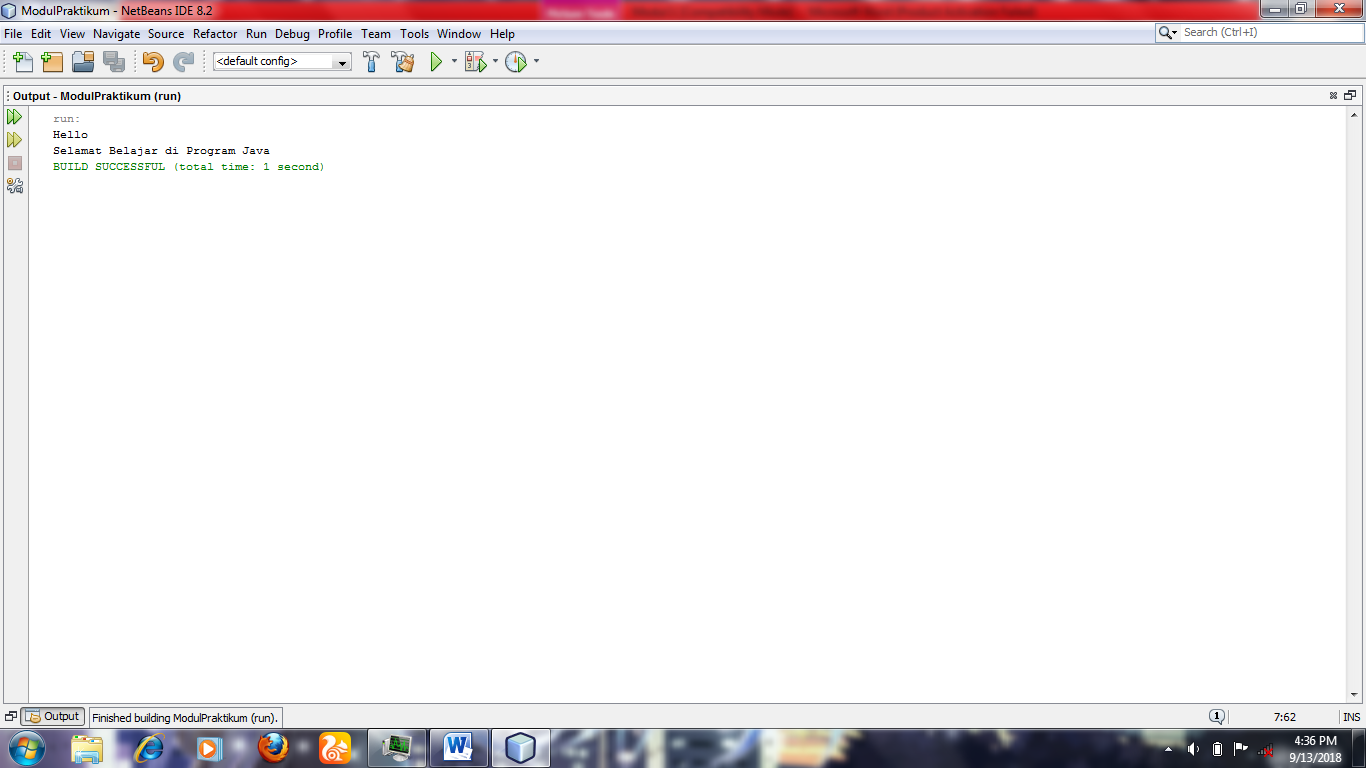 ModulPraktikum - NetBeans IDE 8.2
File Edit View Navigate Source Refactor Run Debug Profile Team Tools Window Help
Search (Ctrl+I)
<default config>
Output - ModulPraktikum (run)
run:
Hello
Selamat Belajar di Program Java
BUILD SUCCESSFUL (total time: 1 second)
Output
Finished building ModulPraktikum (run).
1
7:62
INS
4:36 PM
9/13/2018